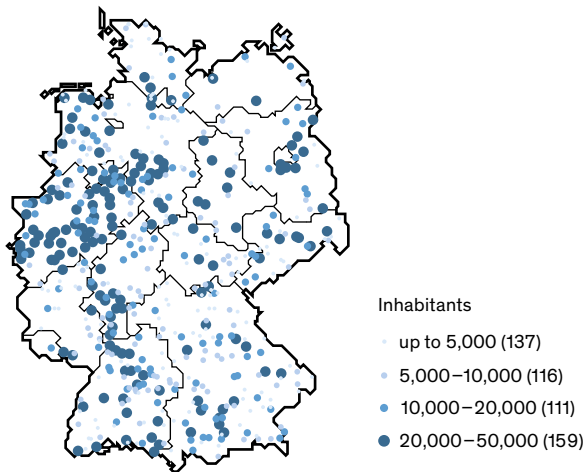 Inhabitants
up to 5,000 (137)
5,000–10,000 (116)
10,000–20,000 (111)
20,000–50,000 (159)